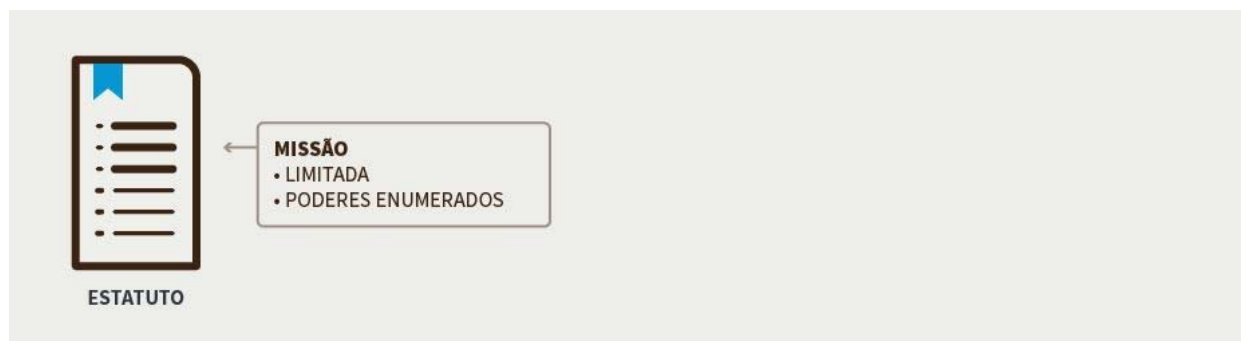 MISSÃO
• LIMITADA
• PODERES ENUMERADOS
ESTATUTO